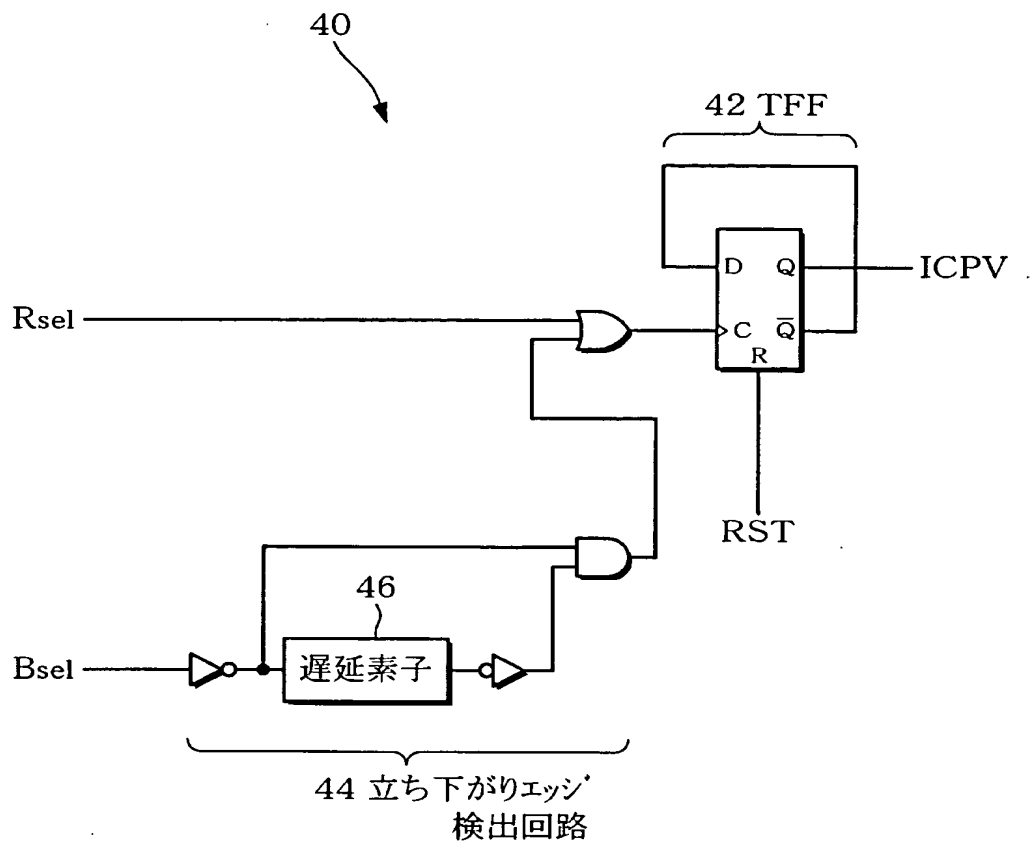 40
42 TFF
D Q
ICPV
Rsel
C Q̅
R
RST
46
Bsel
遅延素子
44 立ち下がりエッジ
検出回路